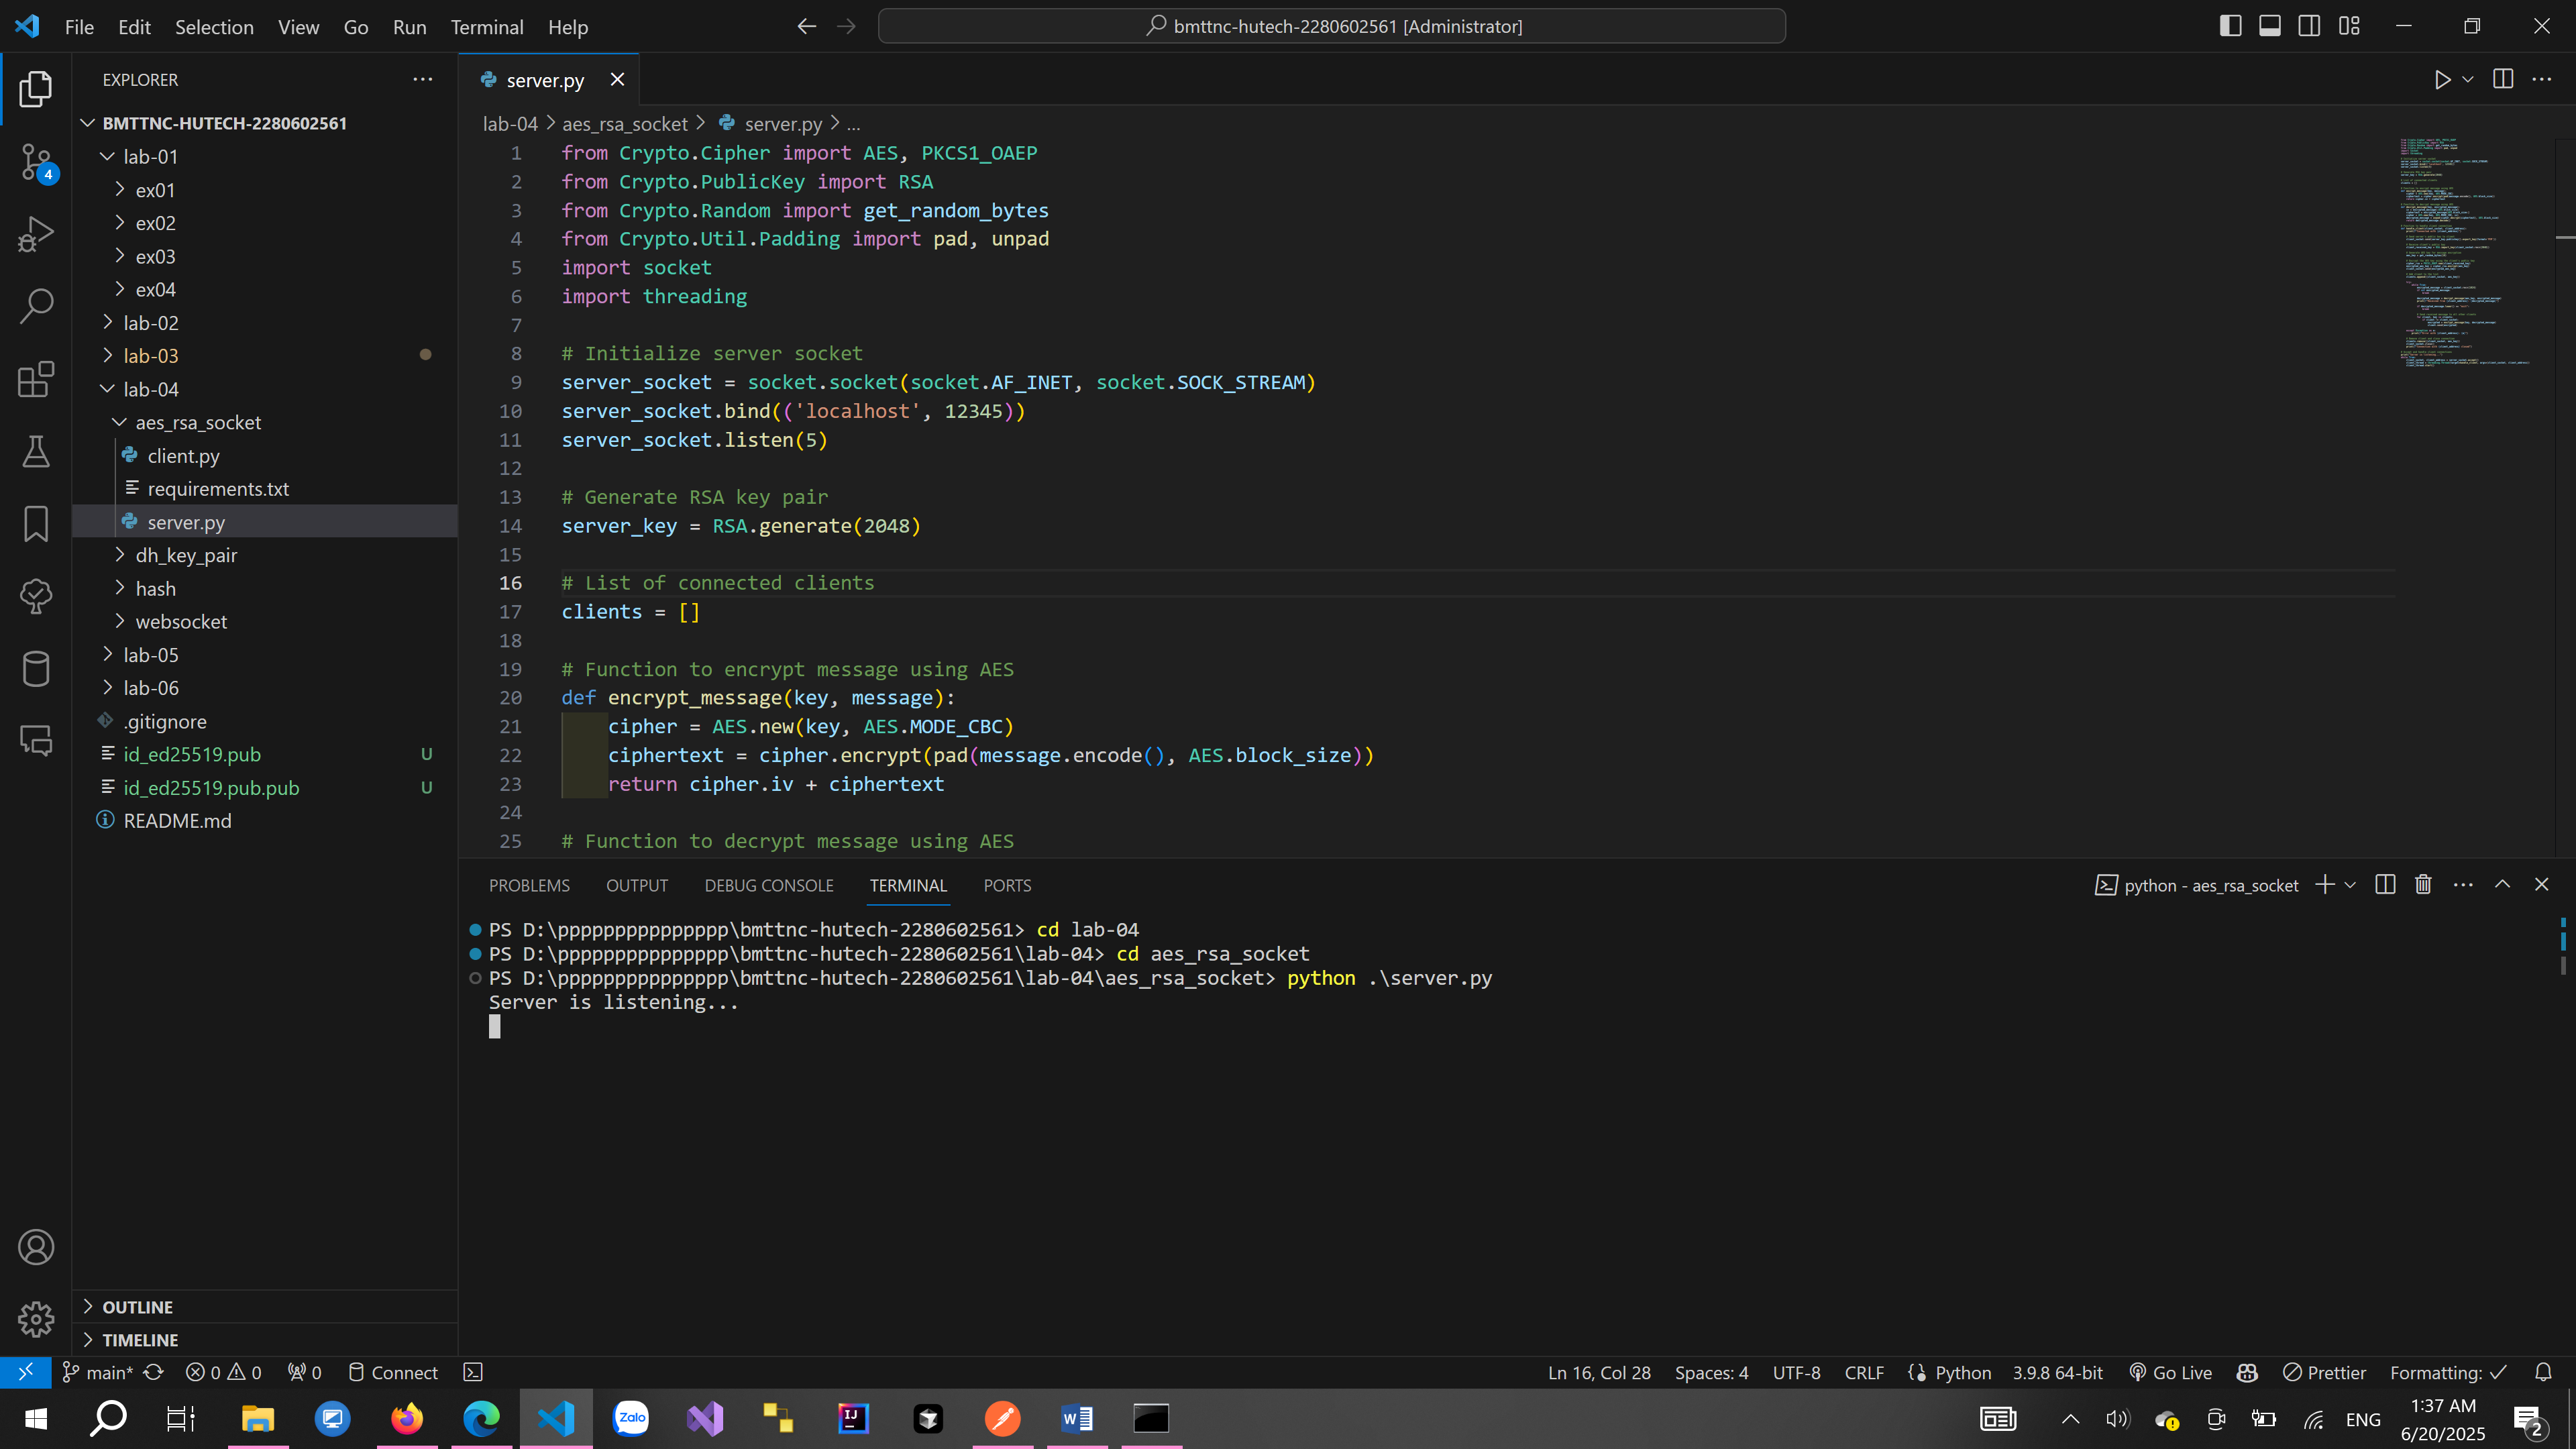 File Edit Selection View Go Run Terminal Help
bmttnc-hutech-2280602561 [Administrator]
EXPLORER
BMTTNC-HUTECH-2280602561
lab-01
ex01
ex02
ex03
ex04
lab-02
lab-03
lab-04
aes_rsa_socket
client.py
requirements.txt
server.py
dh_key_pair
hash
websocket
lab-05
lab-06
.gitignore
id_ed25519.pub U
id_ed25519.pub.pub U
README.md
OUTLINE
TIMELINE
4
server.py
lab-04 > aes_rsa_socket > server.py > ...
1 from Crypto.Cipher import AES, PKCS1_OAEP
2 from Crypto.PublicKey import RSA
3 from Crypto.Random import get_random_bytes
4 from Crypto.Util.Padding import pad, unpad
5 import socket
6 import threading
7
8 # Initialize server socket
9 server_socket = socket.socket(socket.AF_INET, socket.SOCK_STREAM)
10 server_socket.bind(('localhost', 12345))
11 server_socket.listen(5)
12
13 # Generate RSA key pair
14 server_key = RSA.generate(2048)
15
16 # List of connected clients
17 clients = []
18
19 # Function to encrypt message using AES
20 def encrypt_message(key, message):
21 cipher = AES.new(key, AES.MODE_CBC)
22 ciphertext = cipher.encrypt(pad(message.encode(), AES.block_size))
23 return cipher.iv + ciphertext
24
25 # Function to decrypt message using AES
PROBLEMS OUTPUT DEBUG CONSOLE TERMINAL PORTS
python - aes_rsa_socket
PS D:\ppppppppppppppp\bmttnc-hutech-2280602561> cd lab-04
PS D:\ppppppppppppppp\bmttnc-hutech-2280602561\lab-04> cd aes_rsa_socket
PS D:\ppppppppppppppp\bmttnc-hutech-2280602561\lab-04\aes_rsa_socket> python .\server.py
Server is listening...
main* 0 0 0 Connect
Ln 16, Col 28 Spaces: 4 UTF-8 CRLF Python 3.9.8 64-bit Go Live Prettier Formatting:
Zalo
IJ
W
ENG
1:37 AM
6/20/2025
2